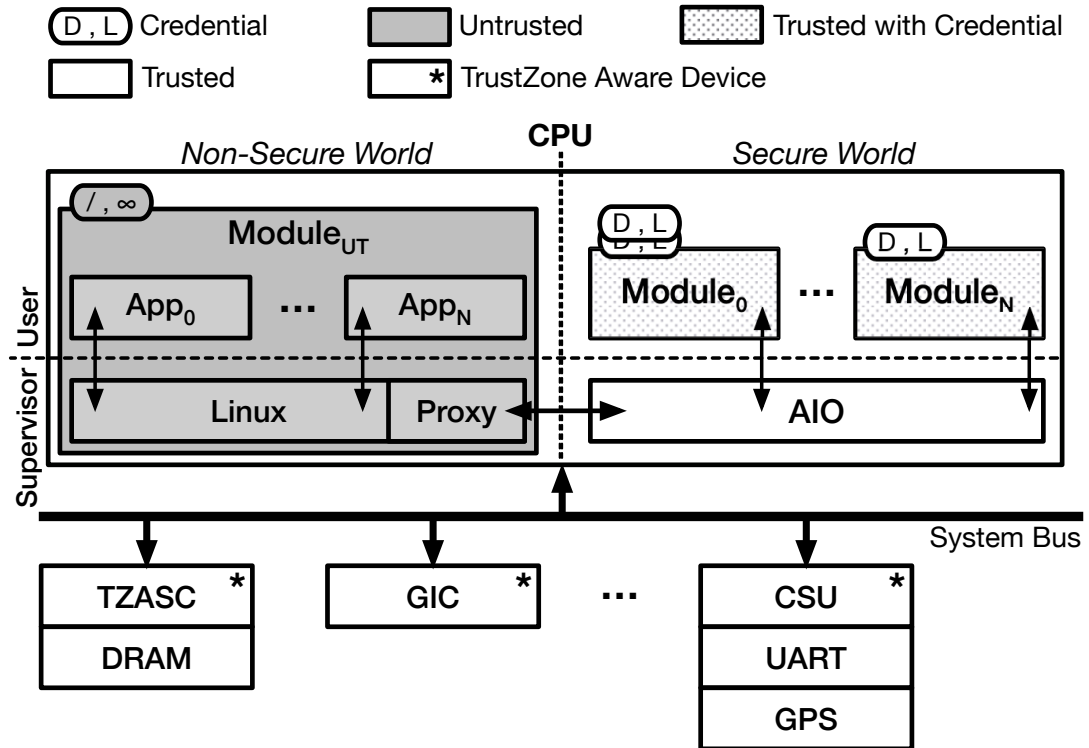 D , L Credential
Untrusted
Trusted with Credential
Trusted
* TrustZone Aware Device
CPU
Non-Secure World
Secure World
/ , ∞
ModuleUT
D , L
D , L
D , L
App0
...
AppN
Module0
...
ModuleN
User
Supervisor
Linux
Proxy
AIO
System Bus
TZASC *
GIC *
...
CSU *
DRAM
UART
GPS